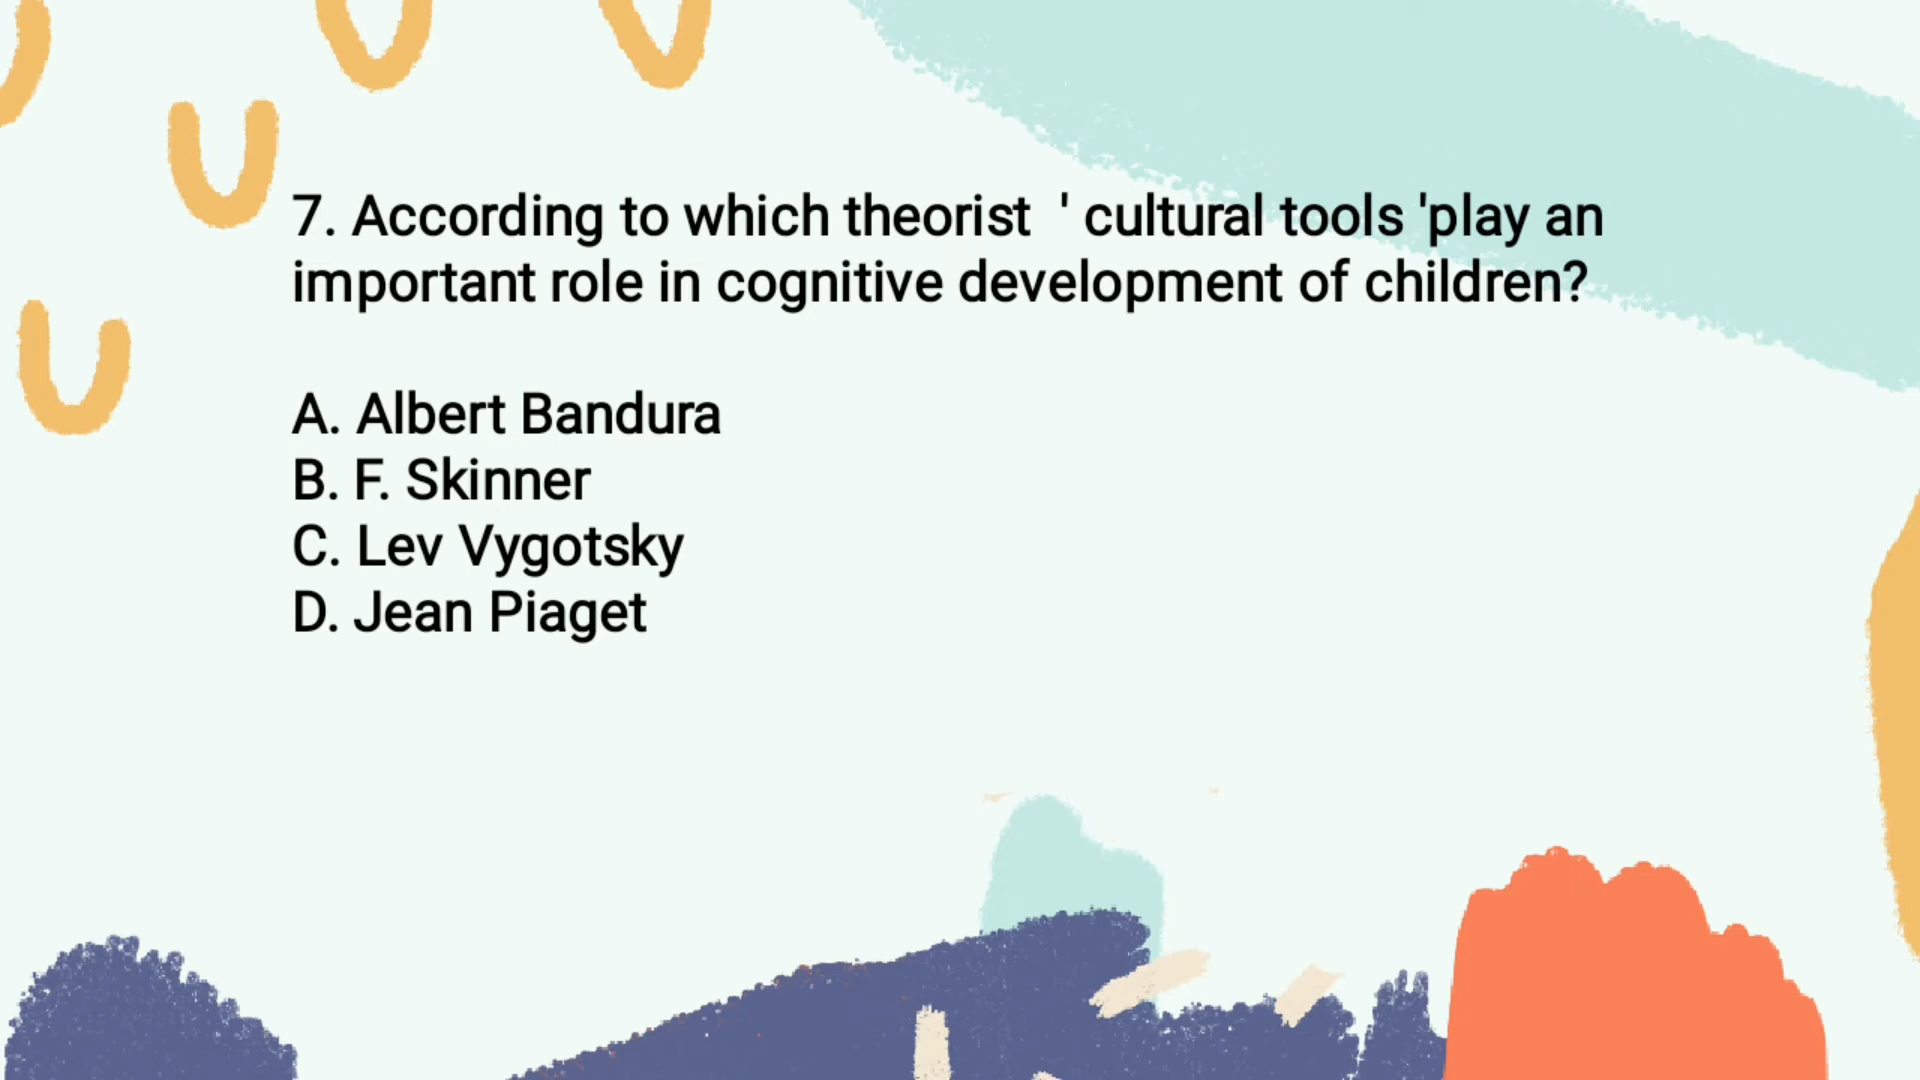 7. According to which theorist  ' cultural tools 'play an
important role in cognitive development of children?
A. Albert Bandura
B. F. Skinner
C. Lev Vygotsky
D. Jean Piaget